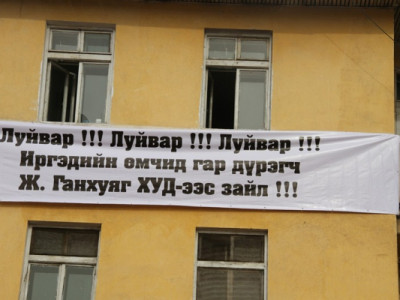 Луйвар !!! Луйвар !!! Луйвар !!!
Иргэдийн өмчид гар дүрэгч
Ж. Ганхуяг ХУД-ээс зайл !!!